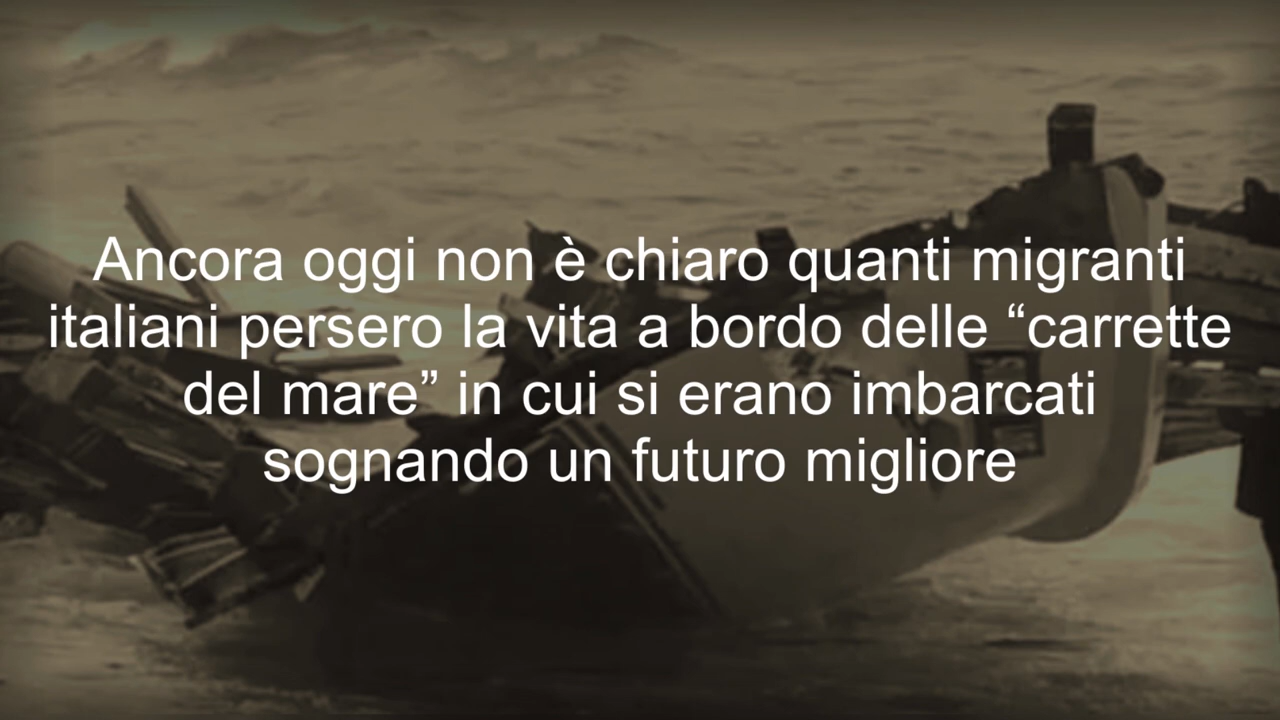 Ancora oggi non è chiaro quanti migranti
italiani persero la vita a bordo delle “carrette
del mare” in cui si erano imbarcati
sognando un futuro migliore